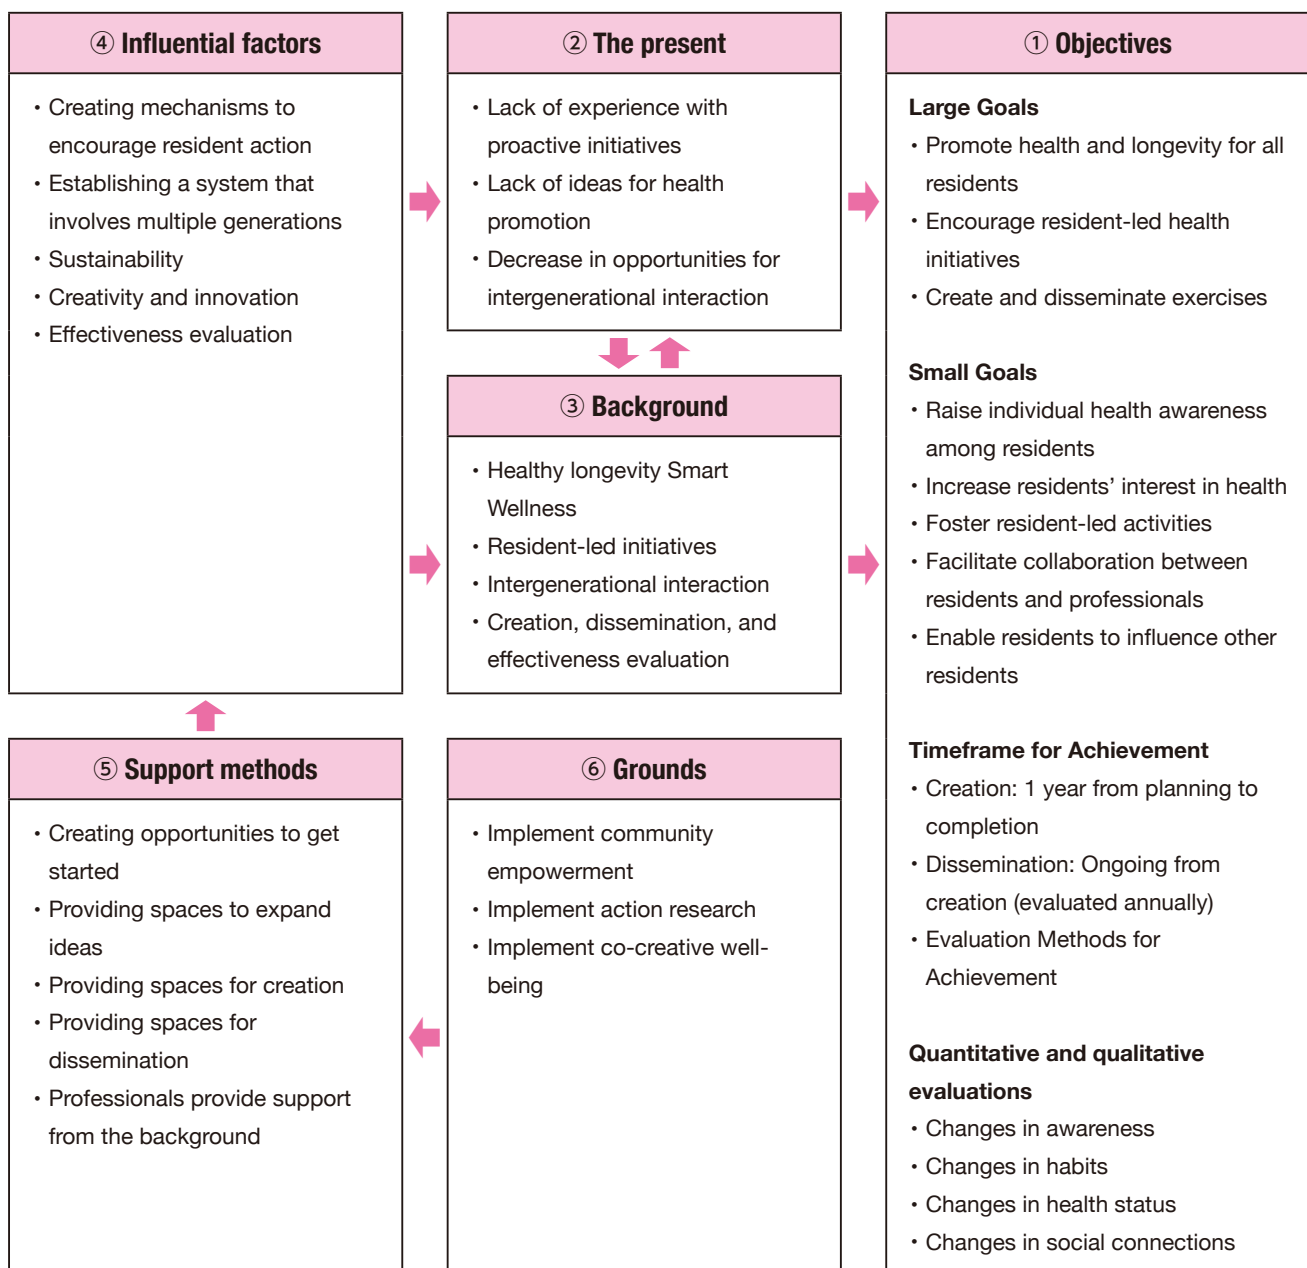 ④ Influential factors
・Creating mechanisms to
encourage resident action
・Establishing a system that
involves multiple generations
・Sustainability
・Creativity and innovation
・Effectiveness evaluation
② The present
・Lack of experience with
proactive initiatives
・Lack of ideas for health
promotion
・Decrease in opportunities for
intergenerational interaction
③ Background
・Healthy longevity Smart
Wellness
・Resident-led initiatives
・Intergenerational interaction
・Creation, dissemination, and
effectiveness evaluation
① Objectives
Large Goals
・Promote health and longevity for all
residents
・Encourage resident-led health
initiatives
・Create and disseminate exercises
Small Goals
・Raise individual health awareness
among residents
・Increase residents’ interest in health
・Foster resident-led activities
・Facilitate collaboration between
residents and professionals
・Enable residents to influence other
residents
Timeframe for Achievement
・Creation: 1 year from planning to
completion
・Dissemination: Ongoing from
creation (evaluated annually)
・Evaluation Methods for
Achievement
Quantitative and qualitative
evaluations
・Changes in awareness
・Changes in habits
・Changes in health status
・Changes in social connections
⑤ Support methods
・Creating opportunities to get
started
・Providing spaces to expand
ideas
・Providing spaces for creation
・Providing spaces for
dissemination
・Professionals provide support
from the background
⑥ Grounds
・Implement community
empowerment
・Implement action research
・Implement co-creative well-
being